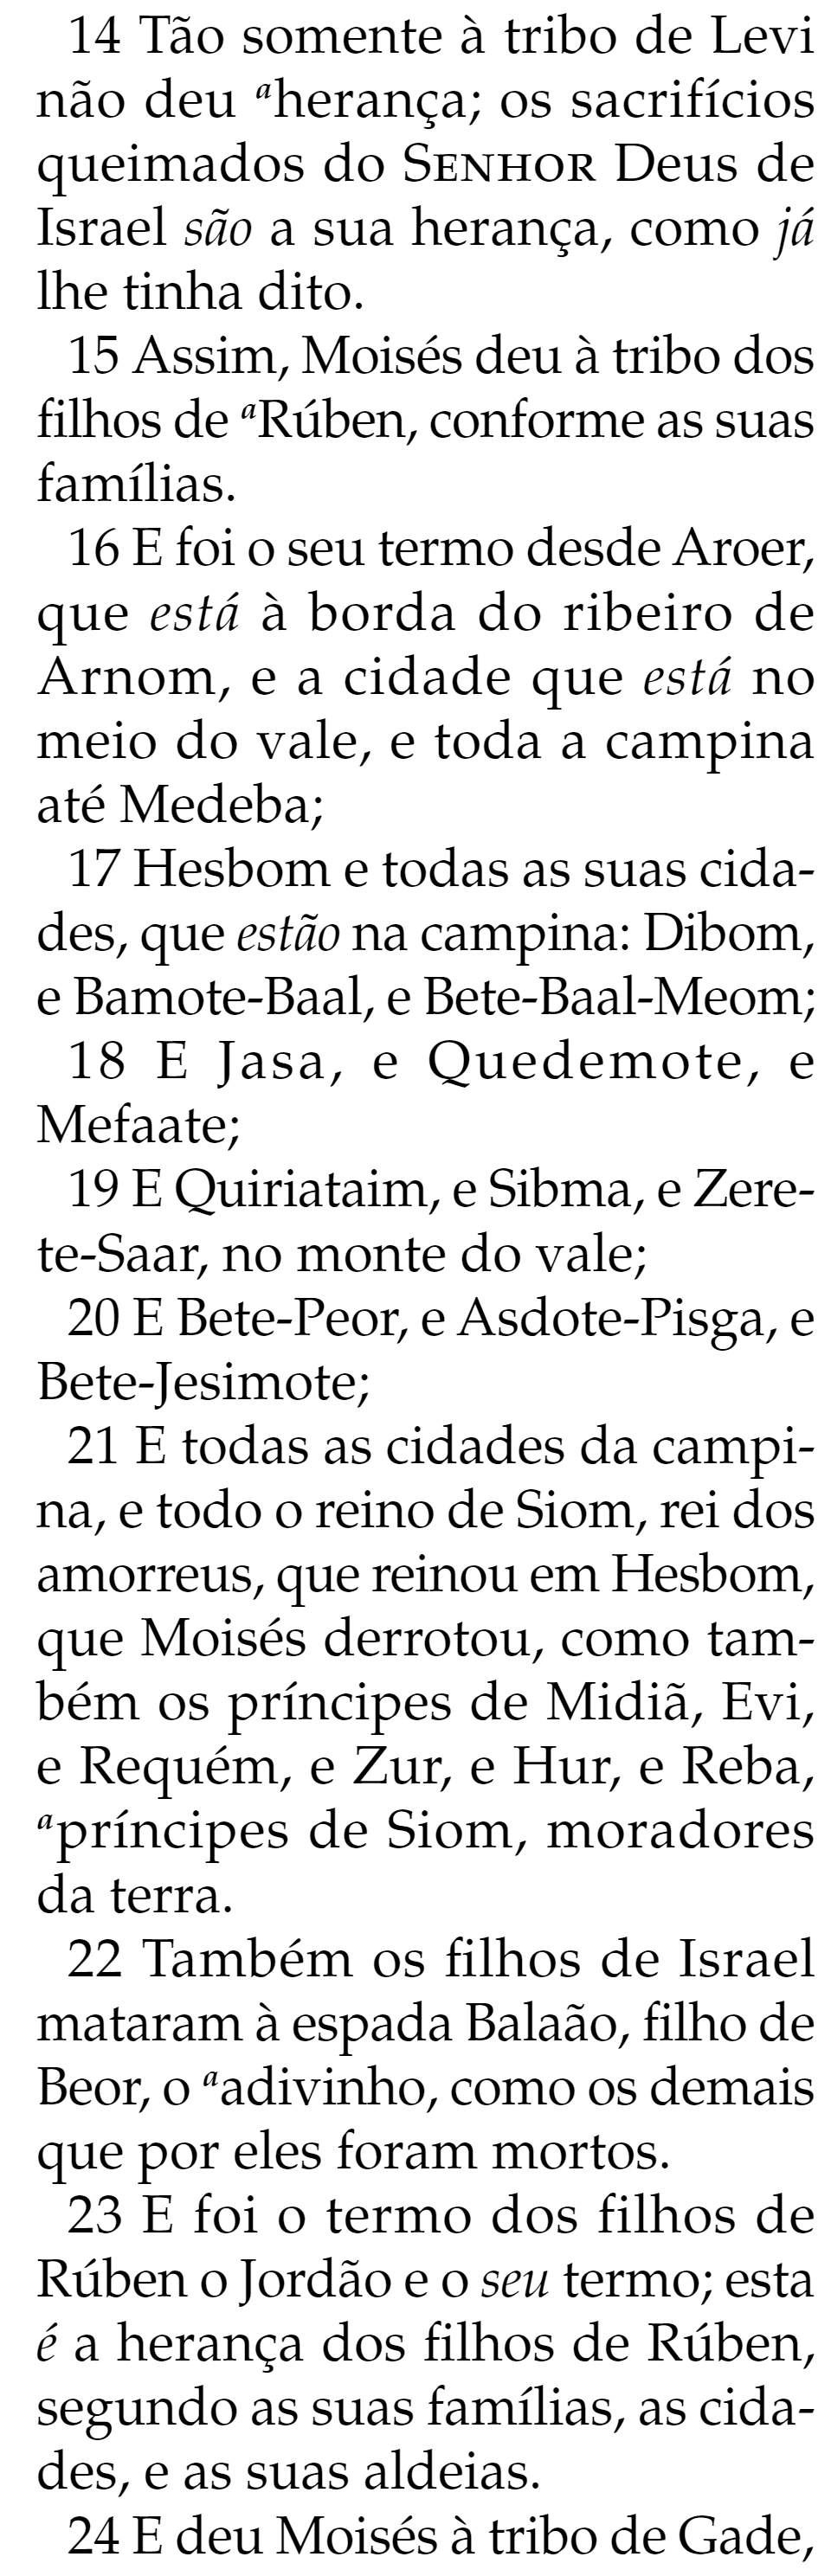 14 Tão somente à tribo de Levi
não deu ᵃherança; os sacrifícios
queimados do SENHOR Deus de
Israel são a sua herança, como já
lhe tinha dito.
15 Assim, Moisés deu à tribo dos
filhos de ᵃRúben, conforme as suas
famílias.
16 E foi o seu termo desde Aroer,
que está à borda do ribeiro de
Arnom, e a cidade que está no
meio do vale, e toda a campina
até Medeba;
17 Hesbom e todas as suas cida-
des, que estão na campina: Dibom,
e Bamote-Baal, e Bete-Baal-Meom;
18 E Jasa, e Quedemote, e
Mefaate;
19 E Quiriataim, e Sibma, e Zere-
te-Saar, no monte do vale;
20 E Bete-Peor, e Asdote-Pisga, e
Bete-Jesimote;
21 E todas as cidades da campi-
na, e todo o reino de Siom, rei dos
amorreus, que reinou em Hesbom,
que Moisés derrotou, como tam-
bém os príncipes de Midiã, Evi,
e Requém, e Zur, e Hur, e Reba,
ᵃpríncipes de Siom, moradores
da terra.
22 Também os filhos de Israel
mataram à espada Balaão, filho de
Beor, o ᵃadivinho, como os demais
que por eles foram mortos.
23 E foi o termo dos filhos de
Rúben o Jordão e o seu termo; esta
é a herança dos filhos de Rúben,
segundo as suas famílias, as cida-
des, e as suas aldeias.
24 E deu Moisés à tribo de Gade,